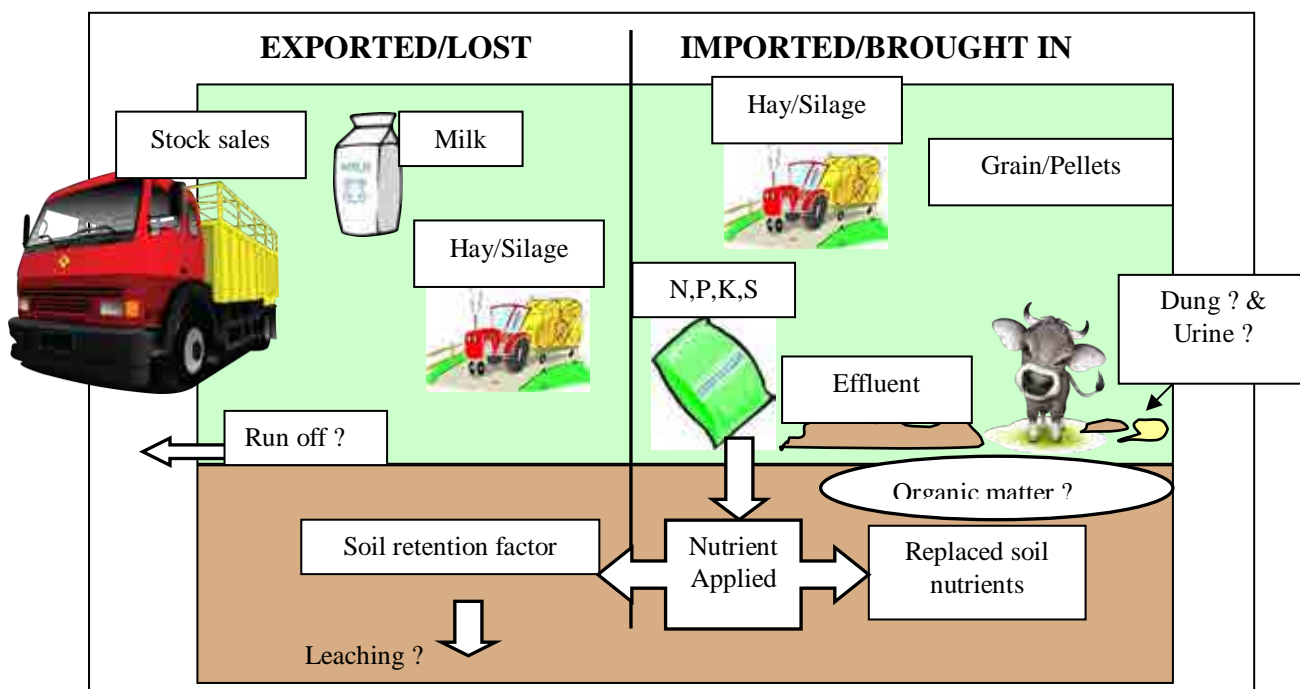 EXPORTED/LOST
IMPORTED/BROUGHT IN
Stock sales
Milk
Hay/Silage
Hay/Silage
Grain/Pellets
N,P,K,S
Dung ? &
Urine ?
Effluent
Run off ?
Organic matter ?
Soil retention factor
Nutrient
Applied
Replaced soil
nutrients
Leaching ?